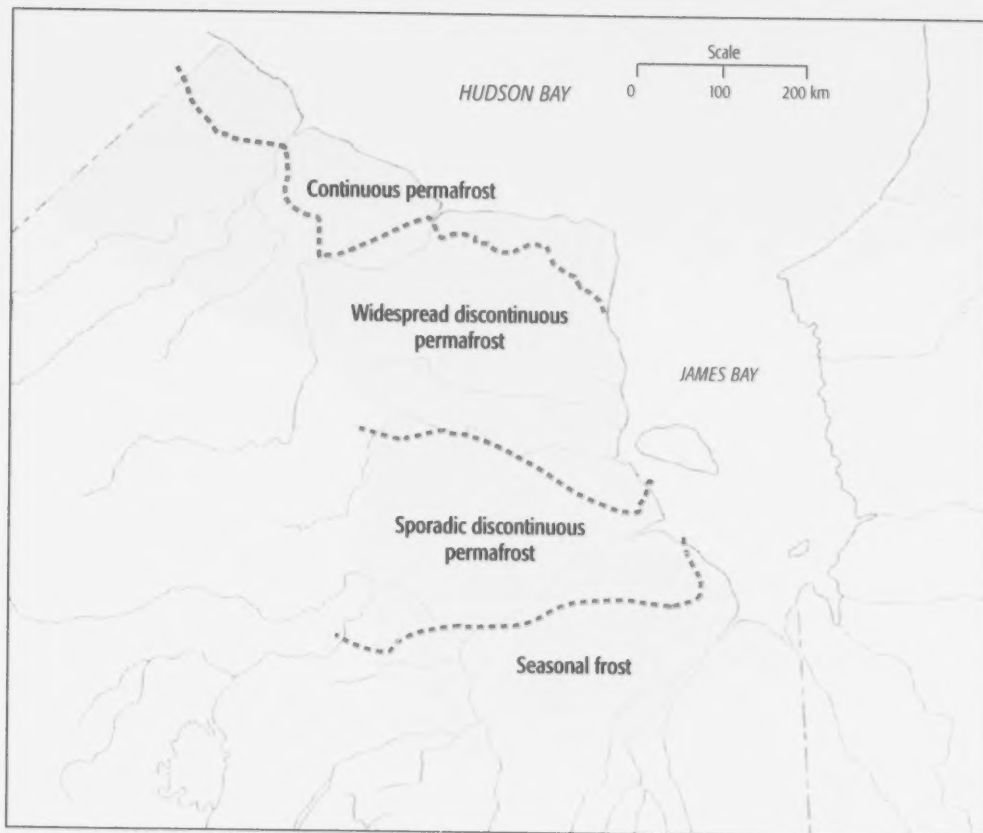 Scale
HUDSON BAY
0 100 200 km
Continuous permafrost
Widespread discontinuous
permafrost
JAMES BAY
Sporadic discontinuous
permafrost
Seasonal frost